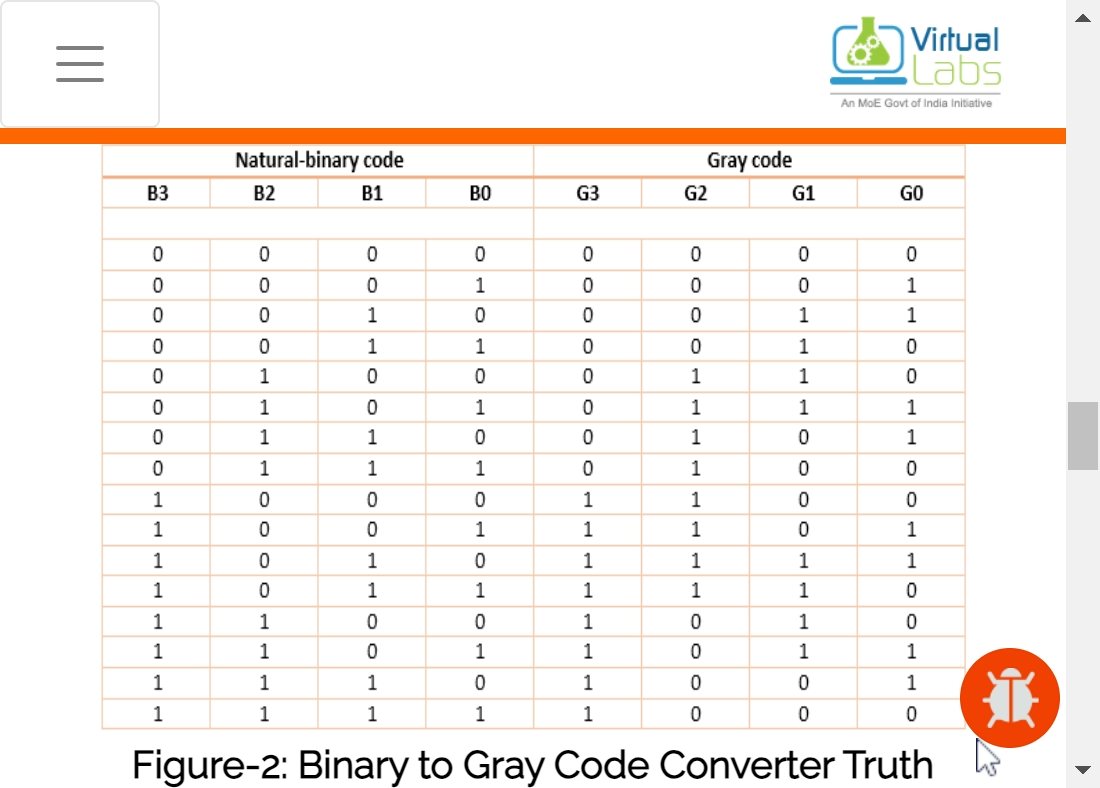 Virtual
Labs
An MoE Govt of India Initiative
Natural-binary code Gray code
B3 B2 B1 B0 G3 G2 G1 G0
0 0 0 0 0 0 0 0
0 0 0 1 0 0 0 1
0 0 1 0 0 0 1 1
0 0 1 1 0 0 1 0
0 1 0 0 0 1 1 0
0 1 0 1 0 1 1 1
0 1 1 0 0 1 0 1
0 1 1 1 0 1 0 0
1 0 0 0 1 1 0 0
1 0 0 1 1 1 0 1
1 0 1 0 1 1 1 1
1 0 1 1 1 1 1 0
1 1 0 0 1 0 1 0
1 1 0 1 1 0 1 1
1 1 1 0 1 0 0 1
1 1 1 1 1 0 0 0
Figure-2: Binary to Gray Code Converter Truth